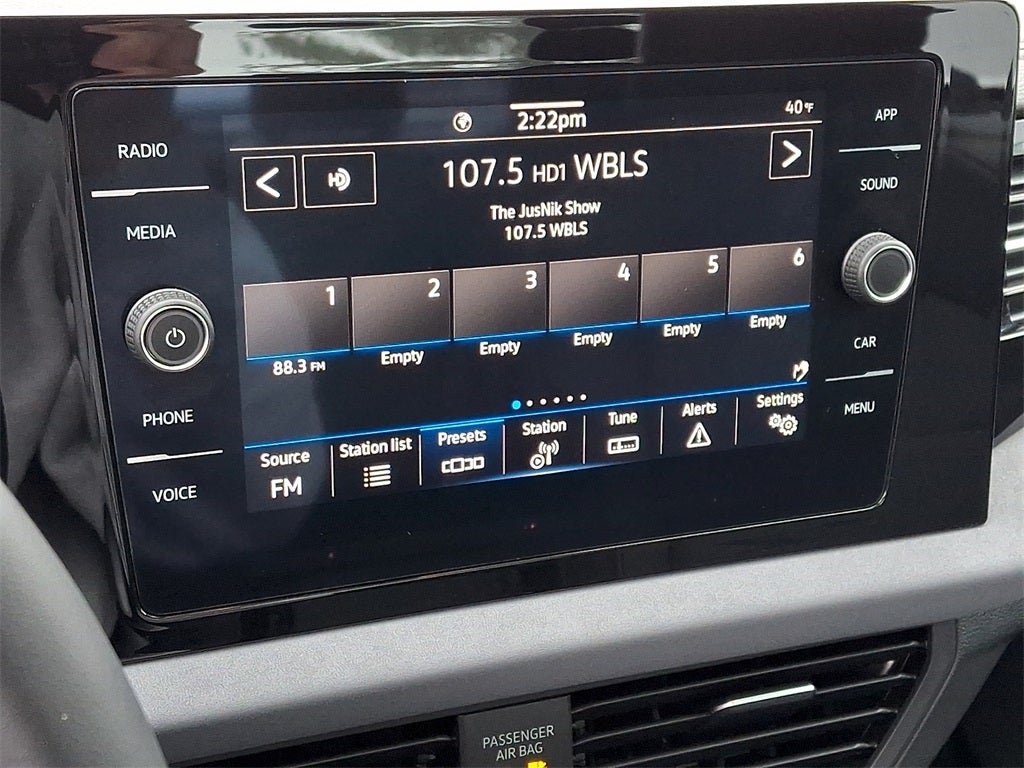 2:22pm
40°F
RADIO
MEDIA
PHONE
VOICE
HD
107.5 HD1 WBLS
The JusNik Show
107.5 WBLS
1
2
3
4
5
6
88.3 FM
Empty
Empty
Empty
Empty
Empty
Source
FM
Station list
Presets
Station
Tune
Alerts
Settings
APP
SOUND
CAR
MENU
PASSENGER
AIR BAG